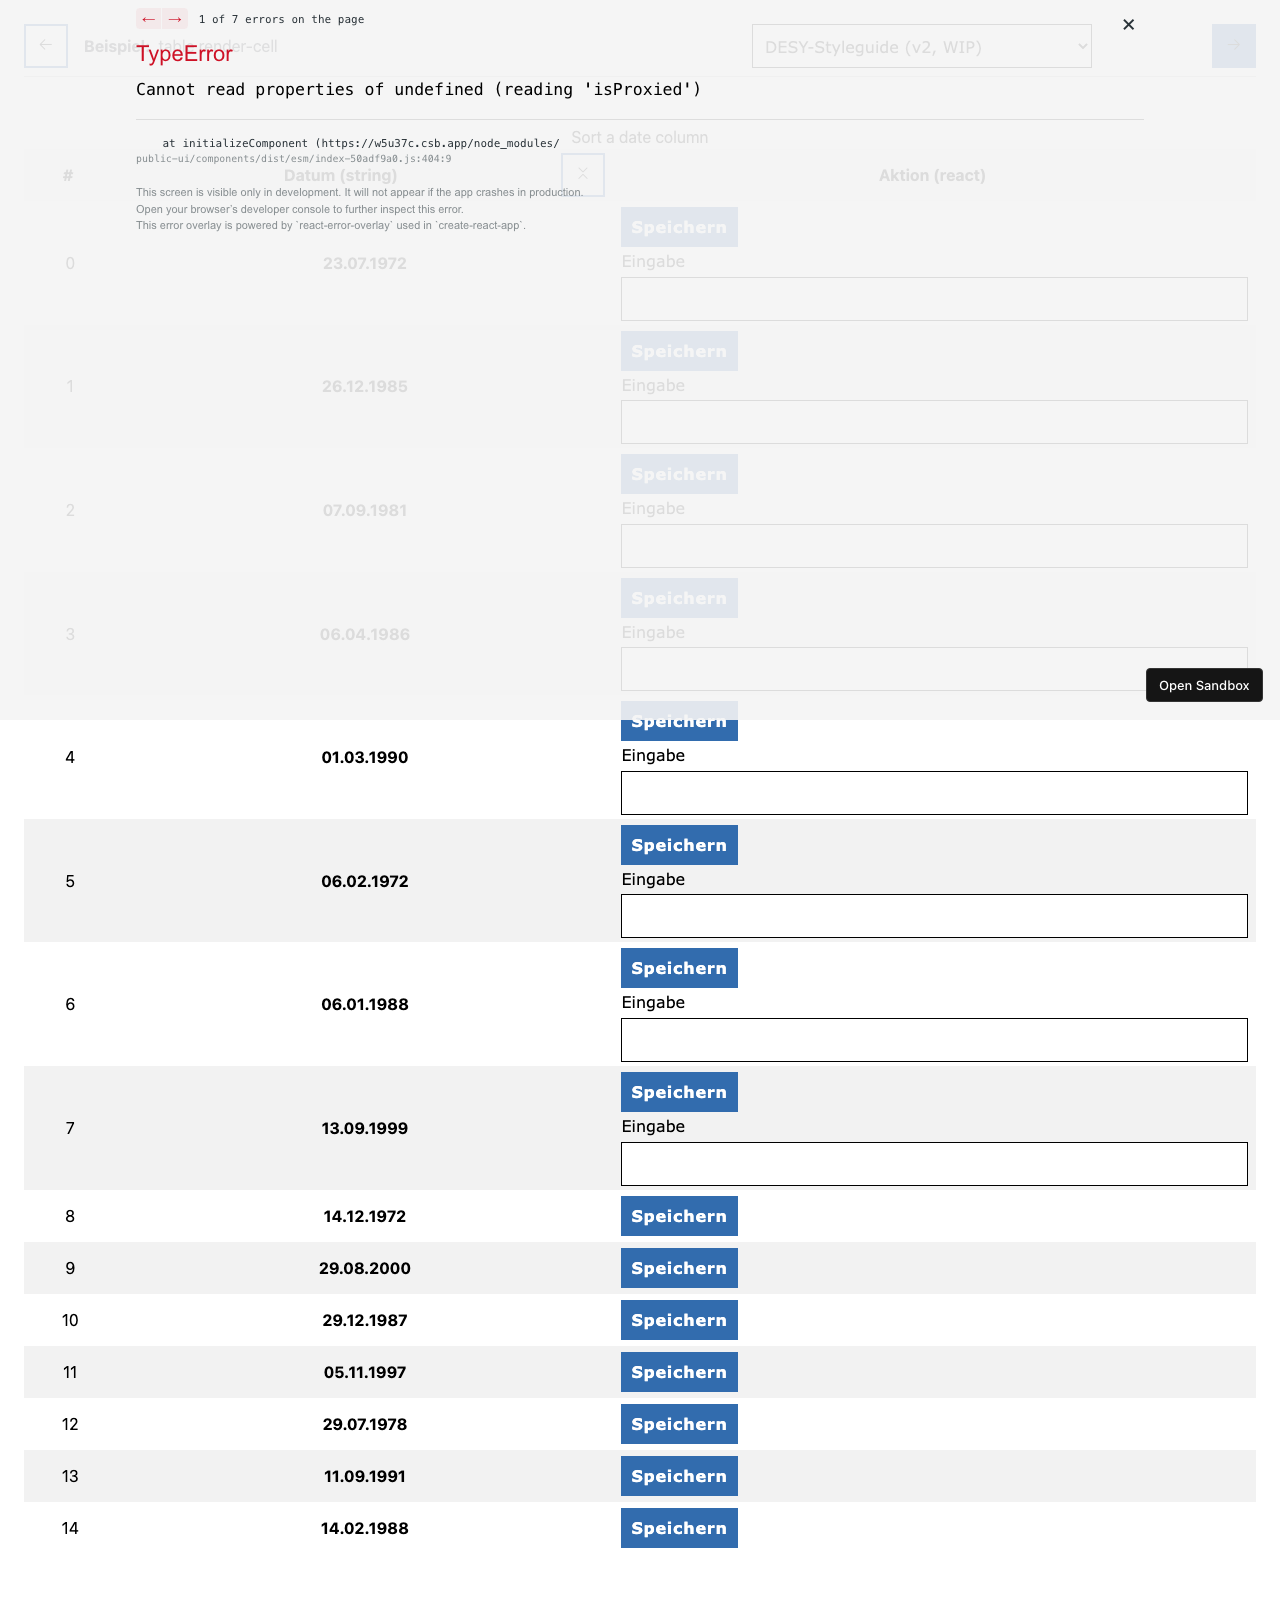 ← → 1 of 7 errors on the page
← Beispiel table render-cell
DESY-Styleguide (v2, WIP)
→
TypeError
Cannot read properties of undefined (reading 'isProxied')
Sort a date column
at initializeComponent (https://w5u37c.csb.app/node_modules/
public-ui/components/dist/esm/index-50adf9a0.js:404:9
# Datum (string) Aktion (react)
This screen is visible only in development. It will not appear if the app crashes in production.
Open your browser’s developer console to further inspect this error.
This error overlay is powered by `react-error-overlay` used in `create-react-app`.
Speichern
Eingabe
0 23.07.1972
Speichern
Eingabe
1 26.12.1985
Speichern
Eingabe
2 07.09.1981
Speichern
Eingabe
3 06.04.1986
Open Sandbox
Speichern
Eingabe
4 01.03.1990
Speichern
Eingabe
5 06.02.1972
Speichern
Eingabe
6 06.01.1988
Speichern
Eingabe
7 13.09.1999
8 14.12.1972 Speichern
9 29.08.2000 Speichern
10 29.12.1987 Speichern
11 05.11.1997 Speichern
12 29.07.1978 Speichern
13 11.09.1991 Speichern
14 14.02.1988 Speichern